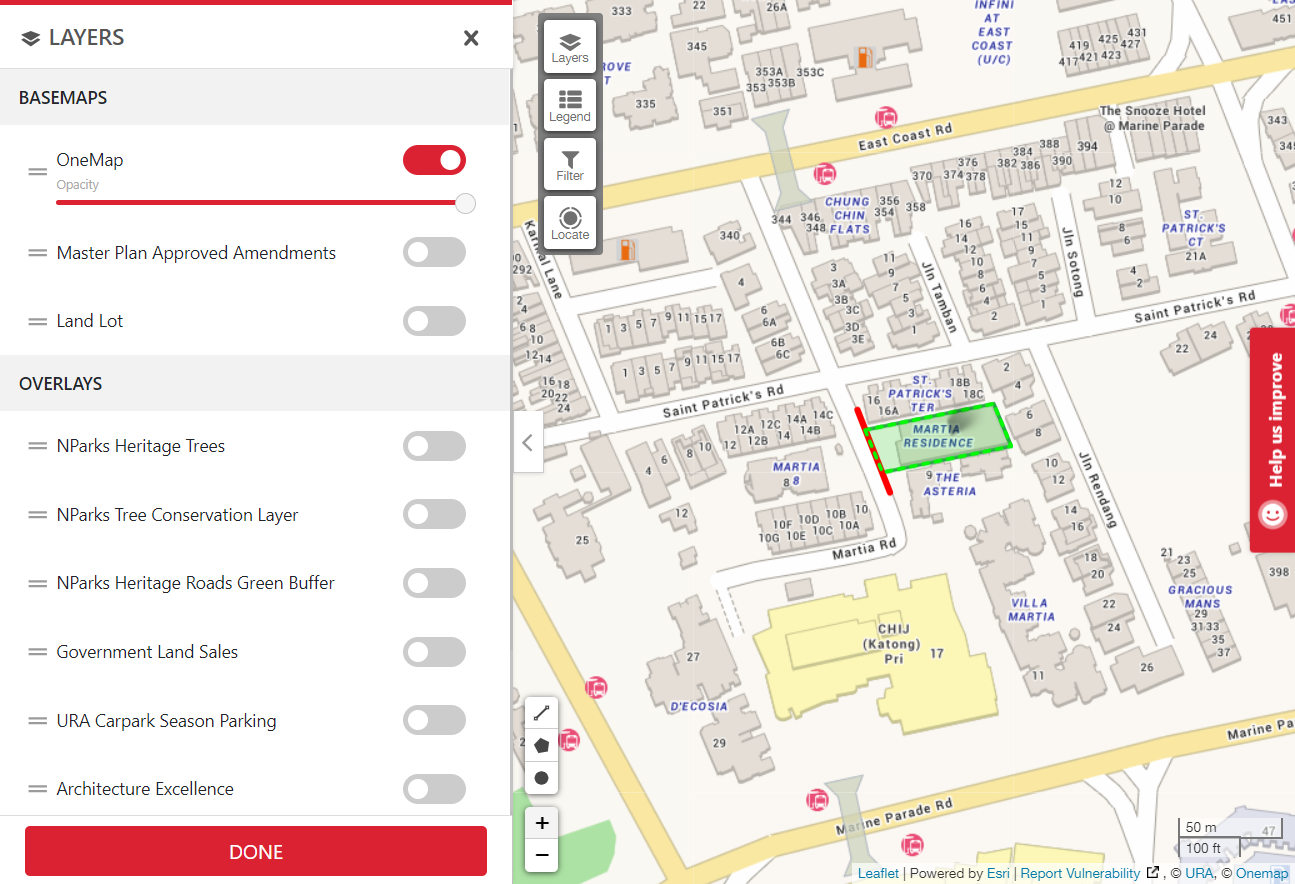 LAYERS
BASEMAPS
OneMap
Opacity
Master Plan Approved Amendments
Land Lot
OVERLAYS
NParks Heritage Trees
NParks Tree Conservation Layer
NParks Heritage Roads Green Buffer
Government Land Sales
URA Carpark Season Parking
Architecture Excellence
DONE
Layers
Legend
Filter
Locate
Help us improve
333
22
26A
INFINI
AT
EAST
COAST
(U/C)
451
345
419 425 431
427
417 421 423
353A 353C
353 353B
335
351
The Snooze Hotel
@ Marine Parade
343
East Coast Rd
384 388 394
376 382 386 390
370 374 378
CHUNG
CHIN
FLATS
356
354 358
344 346
348
340
12
10
8
6
4
2
ST.
PATRICK'S
CT
21A
17
15
11
9
7
5
3
1
16
14
12
10
8
6
4
2
Jln Sotong
Jln Tamban
11
9
7
5
3
1
3
3A
3B
3C
3D
3E
Karimal Lane
292
4
6
6A
6B
6C
1 3 5 7 9 11 15 17
1 3 5 7 9 11 15 17
2
4
6 8
10
12
14
16 18
20 22
24
Saint Patrick's Rd
Saint Patrick's Rd
22
24
ST.
PATRICK'S
TER
18B
18C
16
16A
2
4
MARTIA
RESIDENCE
6
8
9 THE
ASTERIA
10
12
Jln Rendang
14
16
18
20
22
24
26
14A 14C
12A 12C
12 12B 14 14B
4 6 8 10
MARTIA
8
8
12
25
10F 10D 10B 10
10G 10E 10C 10A
Martia Rd
VILLA
MARTIA
11
21
23
25
GRACIOUS
MANS
29
31 33
35
37
398
CHIJ
(Katong)
Pri
17
27
D'ECOSIA
29
Marine Pa
Marine Parade Rd
47
50 m
100 ft
+
−
Leaflet | Powered by Esri | Report Vulnerability , © URA, © Onemap